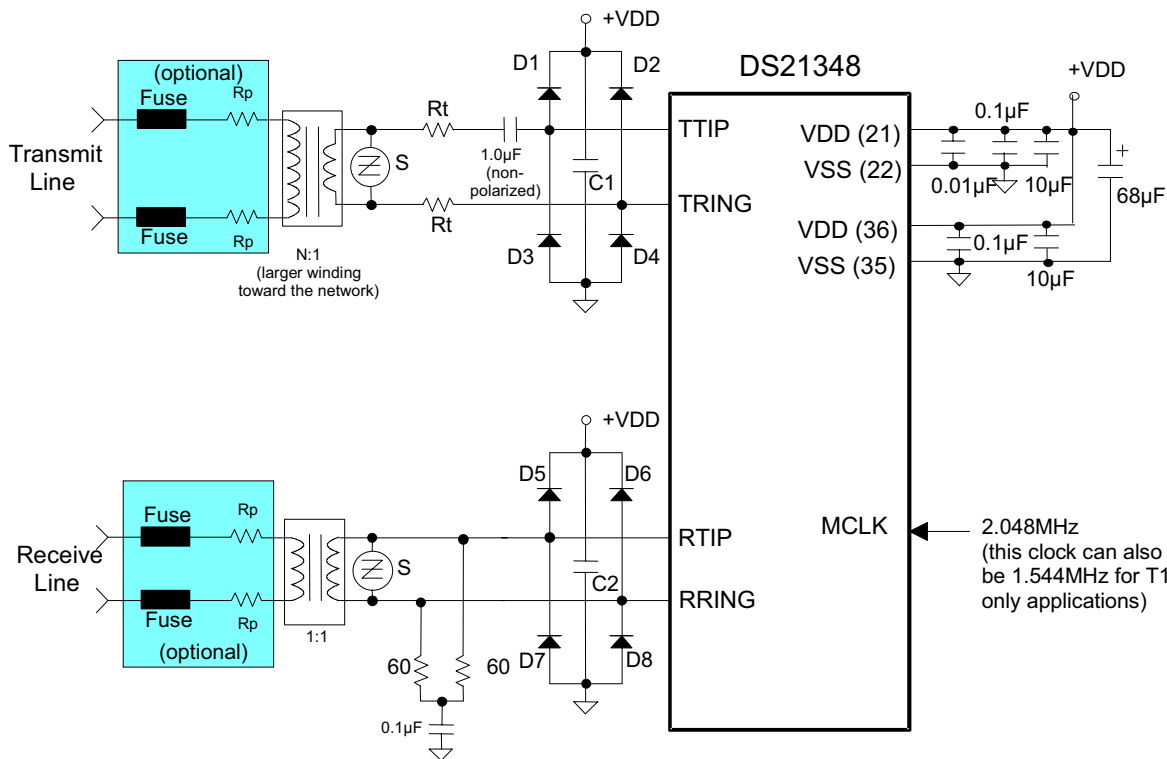 +VDD
(optional)
Fuse
Rp
D1
D2
DS21348
+VDD
Rt
TTIP
VDD (21)
0.1µF
Transmit
Line
S
1.0µF
(non-
polarized)
C1
VSS (22)
0.01µF
10µF
+
68µF
TRING
Rt
Fuse
Rp
D3
D4
VDD (36)
0.1µF
VSS (35)
10µF
N:1
(larger winding
toward the network)
+VDD
D5
D6
Fuse
Rp
RTIP
MCLK
2.048MHz
(this clock can also
be 1.544MHz for T1
only applications)
Receive
Line
S
C2
RRING
Fuse
Rp
(optional)
1:1
60
60
D7
D8
0.1µF